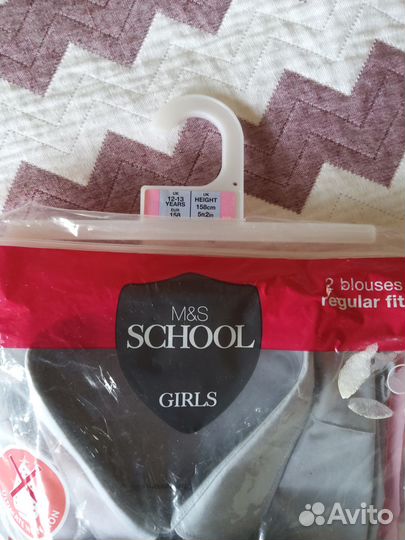 UK
12-13
YEARS
EUR
158
UK
HEIGHT
158cm
5ft2in
2 blouses
regular fit
M&S
SCHOOL
GIRLS
Avito